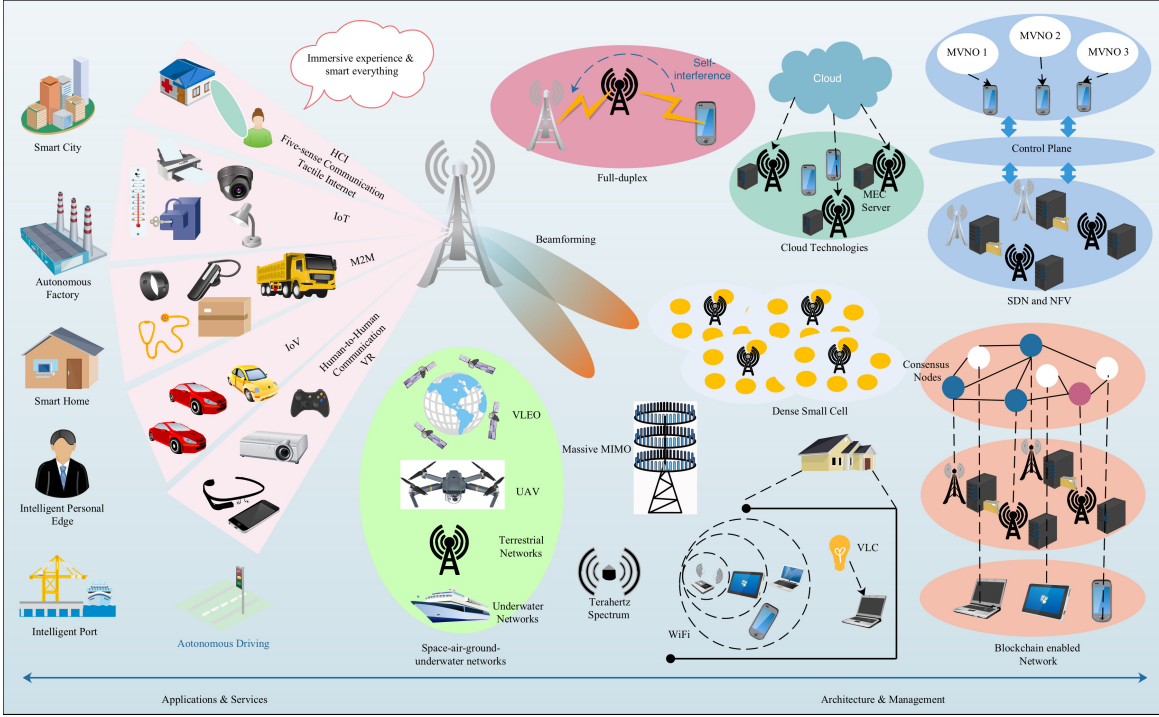 Immersive experience &
smart everything
Smart City
HCI
Five-sense Communication
Tactile Internet
IoT
M2M
IoV
Human-to-Human
Communication
VR
Autonomous
Factory
Smart Home
Intelligent Personal
Edge
Intelligent Port
Aotonomous Driving
Self-
interference
Full-duplex
Beamforming
Cloud
MEC
Server
Cloud Technologies
MVNO 1
MVNO 2
MVNO 3
Control Plane
SDN and NFV
Dense Small Cell
Consensus
Nodes
VLEO
UAV
Terrestrial
Networks
Underwater
Networks
Space-air-ground-
underwater networks
Massive MIMO
Terahertz
Spectrum
WiFi
VLC
Blockchain enabled
Network
Applications & Services
Architecture & Management